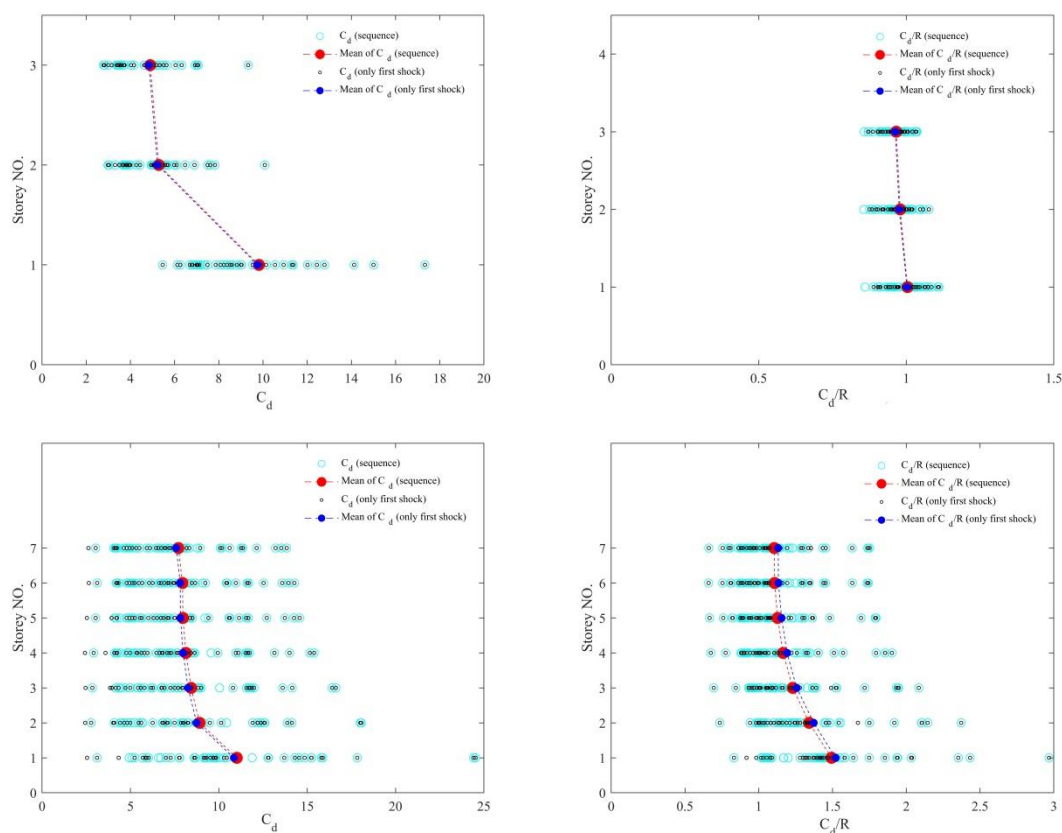 C_d (sequence)
Mean of C_d (sequence)
C_d (only first shock)
Mean of C_d (only first shock)
3
2
1
0
Storey NO.
0 2 4 6 8 10 12 14 16 18 20
C_d
C_d/R (sequence)
Mean of C_d/R (sequence)
C_d/R (only first shock)
Mean of C_d/R (only first shock)
4
3
2
1
0
Storey NO.
0 0.5 1 1.5
C_d/R
C_d (sequence)
Mean of C_d (sequence)
C_d (only first shock)
Mean of C_d (only first shock)
7
6
5
4
3
2
1
0
Storey NO.
0 5 10 15 20 25
C_d
C_d/R (sequence)
Mean of C_d/R (sequence)
C_d/R (only first shock)
Mean of C_d/R (only first shock)
7
6
5
4
3
2
1
0
Storey NO.
0 0.5 1 1.5 2 2.5 3
C_d/R